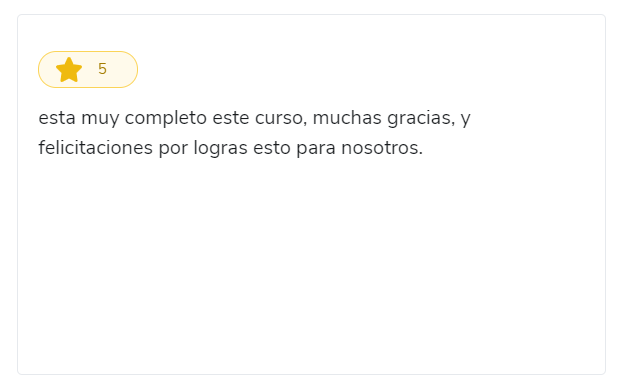 5
esta muy completo este curso, muchas gracias, y
felicitaciones por logras esto para nosotros.